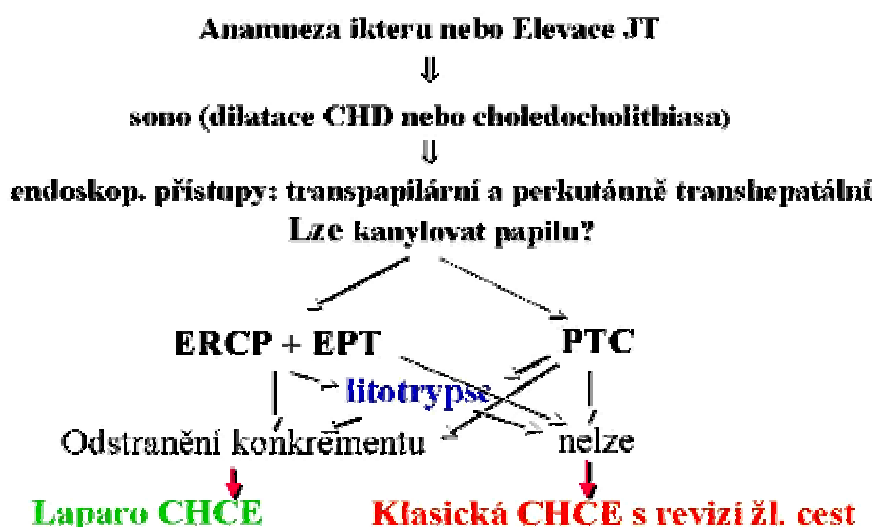 Anamneza ikteru nebo Elevace JT
⇓
sono (dilatace CHD nebo choledocholithiasa)
⇓
endoskop. přístupy: transpapilární a perkutánně transhepatální
Lze kanylovat papilu?
ERCP + EPT
PTC
litotrypse
Odstranění konkrementu
nelze
Laparo CHCE
Klasická CHCE s revizí žl. cest